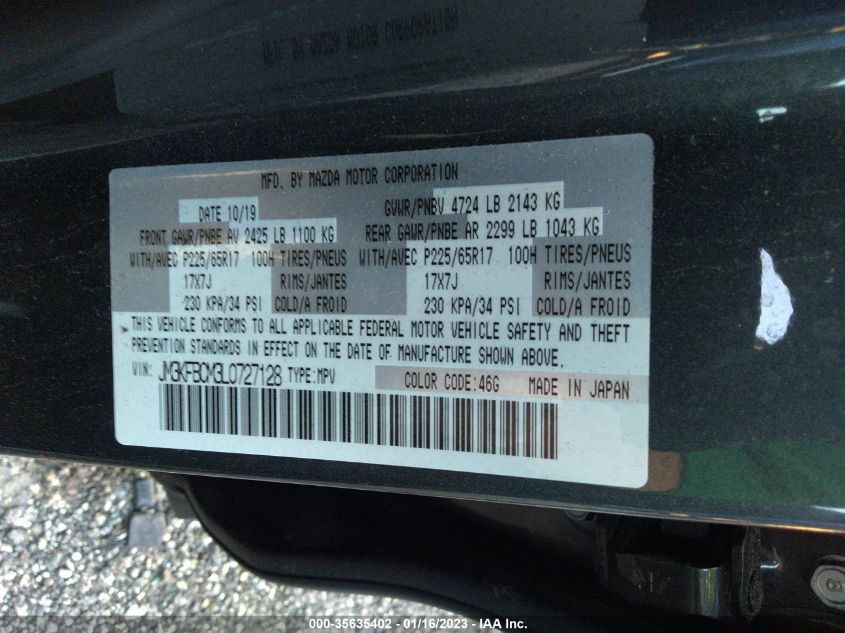 MFD. BY MAZDA MOTOR CORPORATION
DATE 10/19 GVWR/PNBV 4724 LB 2143 KG
FRONT GAWR/PNBE AV 2425 LB 1100 KG REAR GAWR/PNBE AR 2299 LB 1043 KG
WITH/AVEC P225/65R17 100H TIRES/PNEUS WITH/AVEC P225/65R17 100H TIRES/PNEUS
17X7J RIMS/JANTES 17X7J RIMS/JANTES
230 KPA/34 PSI COLD/A FROID 230 KPA/34 PSI COLD/A FROID
THIS VEHICLE CONFORMS TO ALL APPLICABLE FEDERAL MOTOR VEHICLE SAFETY AND THEFT
PREVENTION STANDARDS IN EFFECT ON THE DATE OF MANUFACTURE SHOWN ABOVE.
VIN: JM3KFBCM3L0727128 TYPE:MPV COLOR CODE:46G MADE IN JAPAN
000-35635402 - 01/16/2023 - IAA Inc.